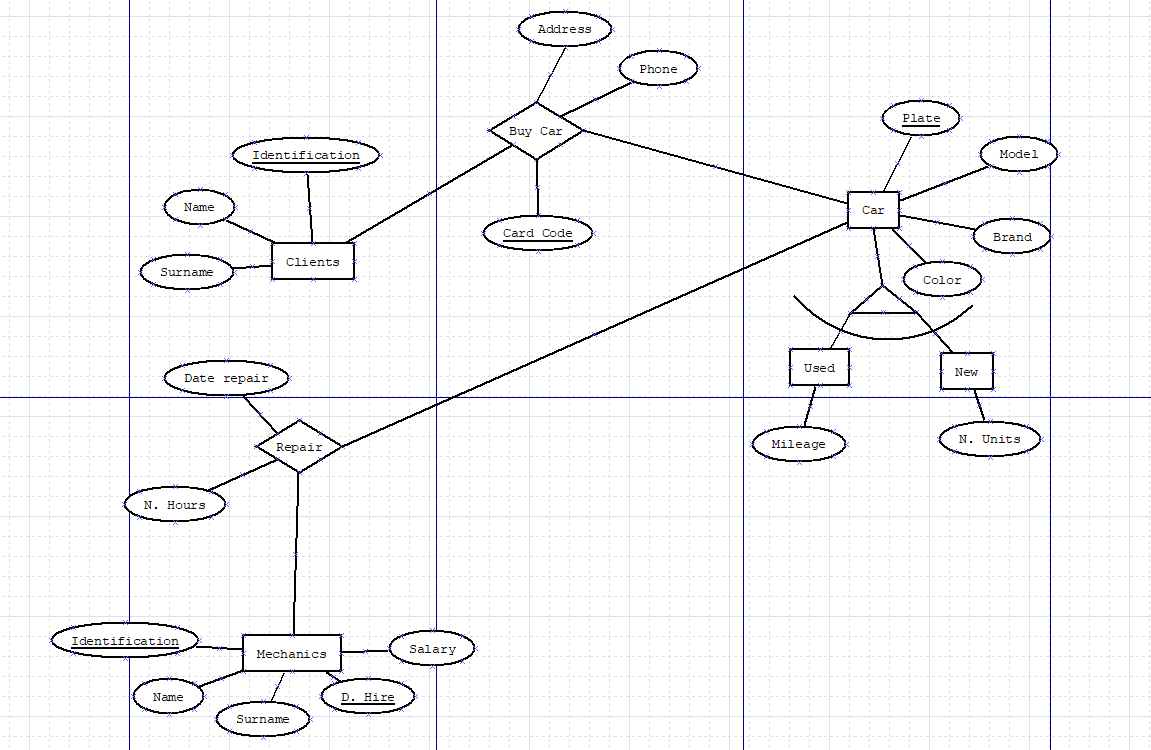 Address
Phone
Buy Car
Plate
Identification
Model
Name
Car
Card Code
Brand
Clients
Surname
Color
Used
New
Date repair
Mileage
N. Units
Repair
N. Hours
Identification
Salary
Mechanics
Name
D. Hire
Surname